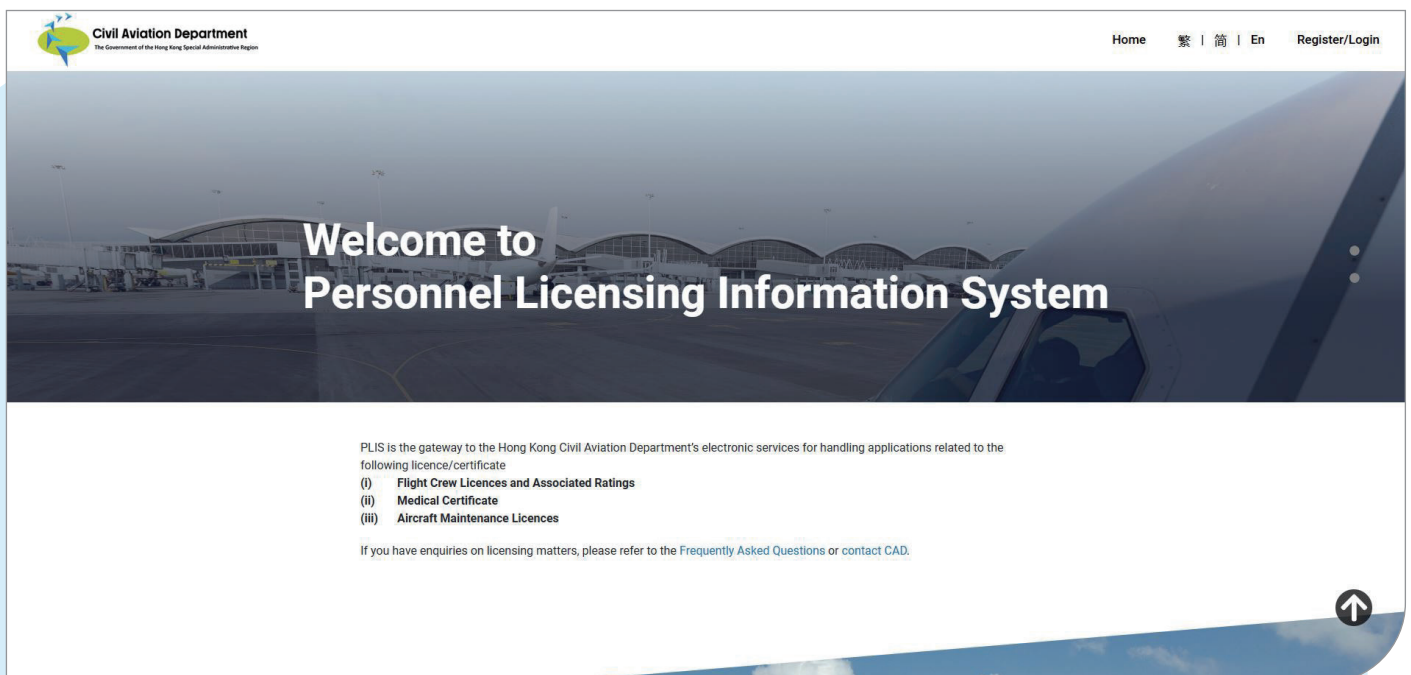 Civil Aviation Department
The Government of the Hong Kong Special Administrative Region
Home 繁 | 简 | En Register/Login
Welcome to
Personnel Licensing Information System
PLIS is the gateway to the Hong Kong Civil Aviation Department's electronic services for handling applications related to the
following licence/certificate
(i) Flight Crew Licences and Associated Ratings
(ii) Medical Certificate
(iii) Aircraft Maintenance Licences
If you have enquiries on licensing matters, please refer to the Frequently Asked Questions or contact CAD.